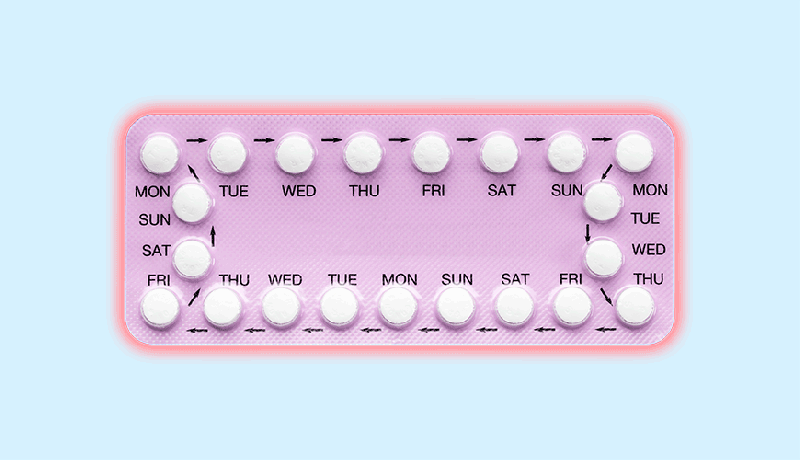 MON TUE WED THU FRI SAT SUN MON
SUN TUE
SAT WED
FRI THU WED TUE MON SUN SAT FRI THU